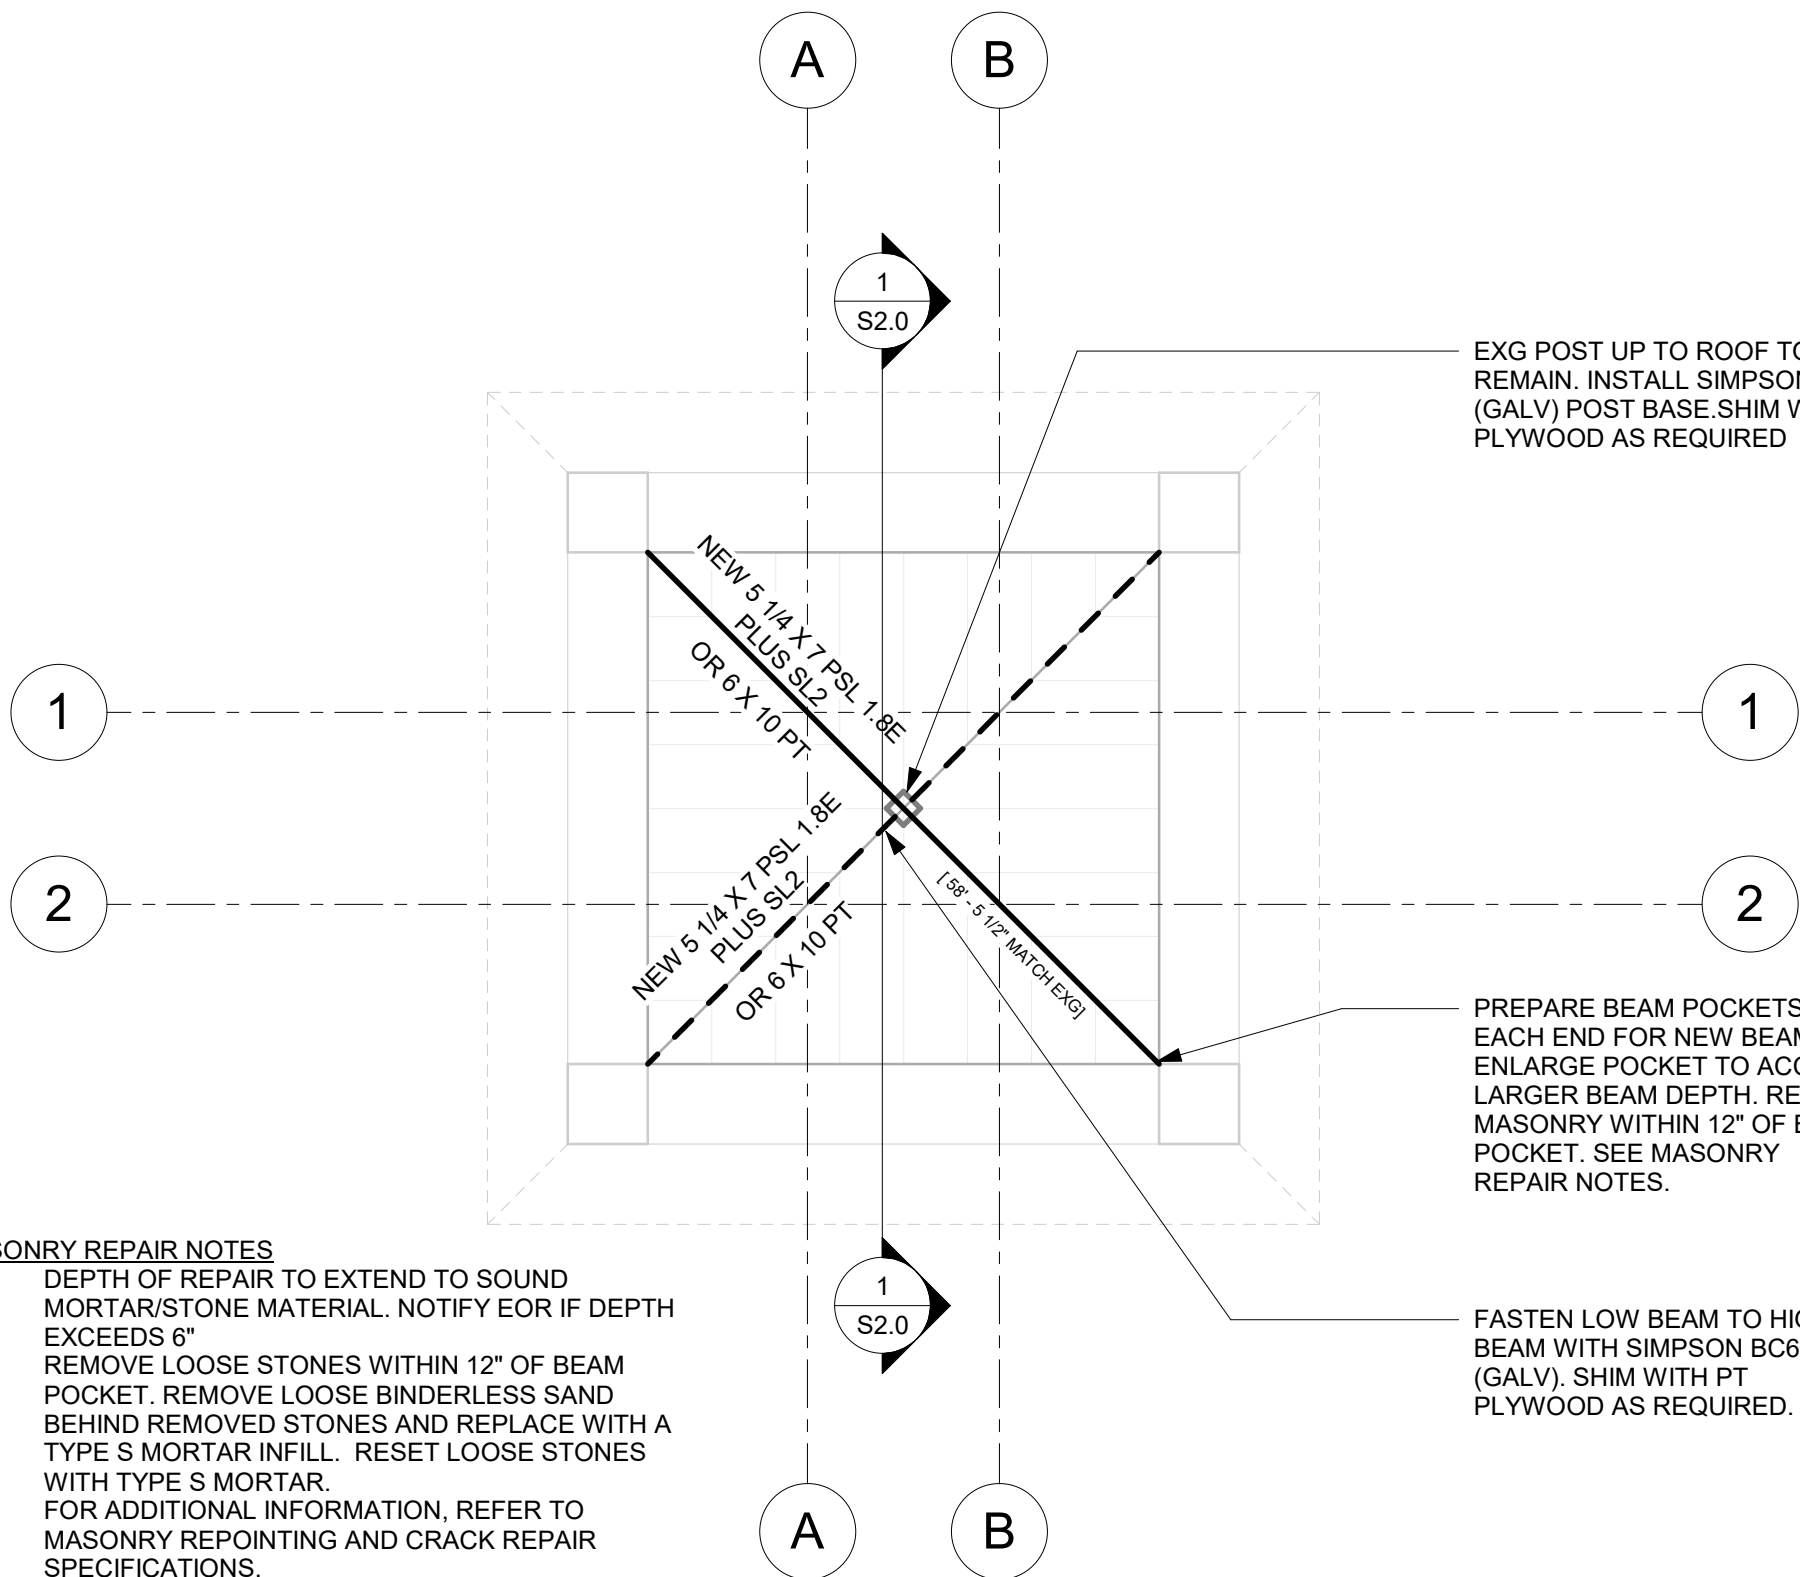 A
B
1
S2.0
EXG POST UP TO ROOF TO
REMAIN. INSTALL SIMPSON
(GALV) POST BASE.SHIM
PLYWOOD AS REQUIRED
NEW 5 1/4 X 7 PSL 1.8E
PLUS SL2
OR 6 X 10 PT
1
1
NEW 5 1/4 X 7 PSL 1.8E
PLUS SL2
OR 6 X 10 PT
[ 58' - 5 1/2" MATCH EXG]
2
2
PREPARE BEAM POCKETS
EACH END FOR NEW BEAM
ENLARGE POCKET TO
LARGER BEAM DEPTH.
MASONRY WITHIN 12" OF
POCKET. SEE MASONRY
REPAIR NOTES.
REPAIR NOTES
DEPTH OF REPAIR TO EXTEND TO SOUND
MORTAR/STONE MATERIAL. NOTIFY EOR IF DEPTH
EXCEEDS 6"
REMOVE LOOSE STONES WITHIN 12" OF BEAM
POCKET. REMOVE LOOSE BINDERLESS SAND
BEHIND REMOVED STONES AND REPLACE WITH A
TYPE S MORTAR INFILL. RESET LOOSE STONES
WITH TYPE S MORTAR.
FOR ADDITIONAL INFORMATION, REFER TO
MASONRY REPOINTING AND CRACK REPAIR
SPECIFICATIONS.
1
S2.0
FASTEN LOW BEAM TO
BEAM WITH SIMPSON BC6
(GALV). SHIM WITH PT
PLYWOOD AS REQUIRED.
A
B